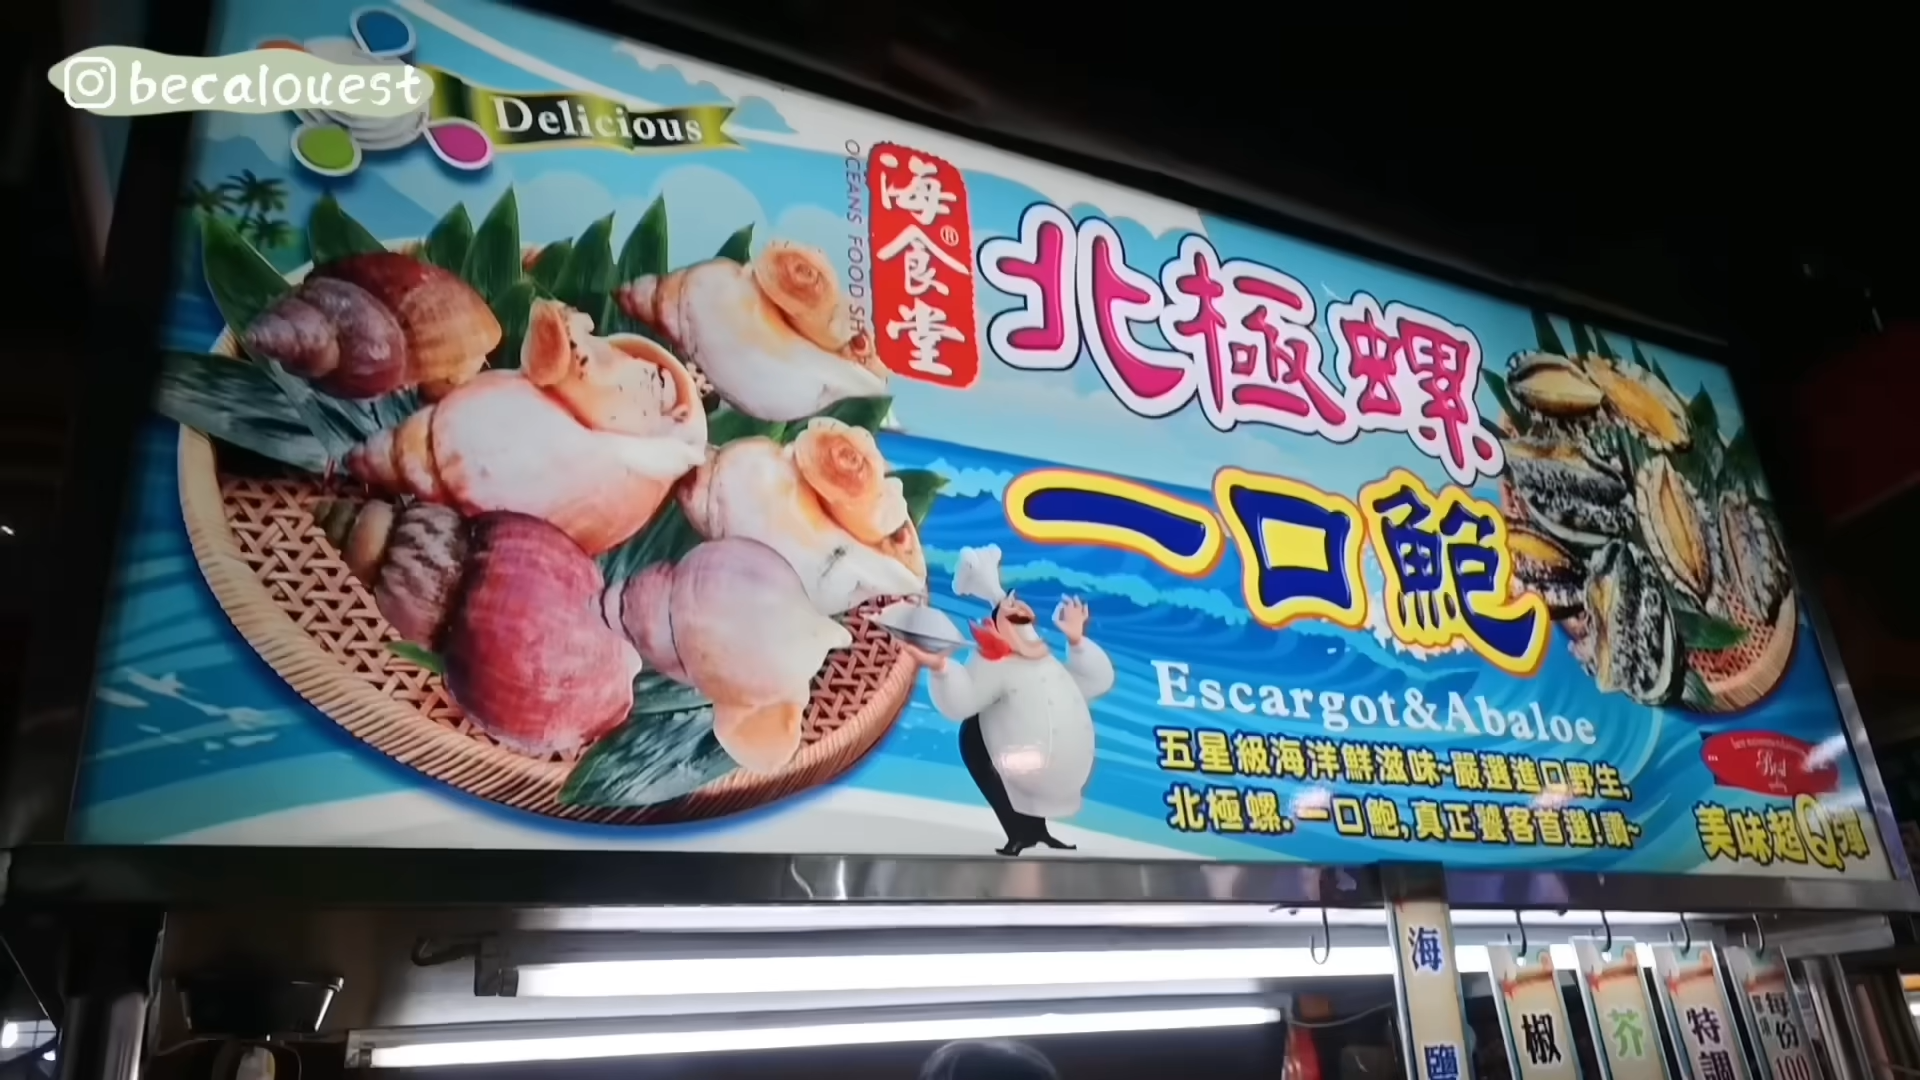 becalouest
Delicious
OCEANS FOOD
海食堂®
北極螺
一口鮑
Escargot&Abaloe
五星級海洋鮮滋味~嚴選進口野生,
北極螺.一口鮑,真正饕客首選!讚~
美味超Q彈
海鹽
椒
芥
特調
每份100